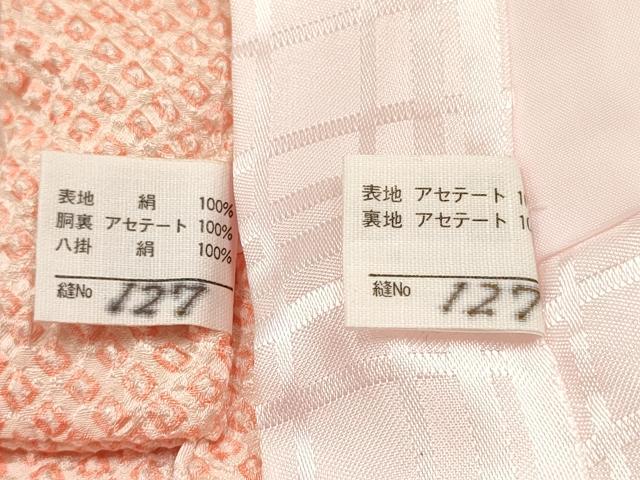 表地 絹 100%
胴裏 アセテート 100%
八掛 絹 100%
縫No 127
表地 アセテート 1
裏地 アセテート 1
縫No 127